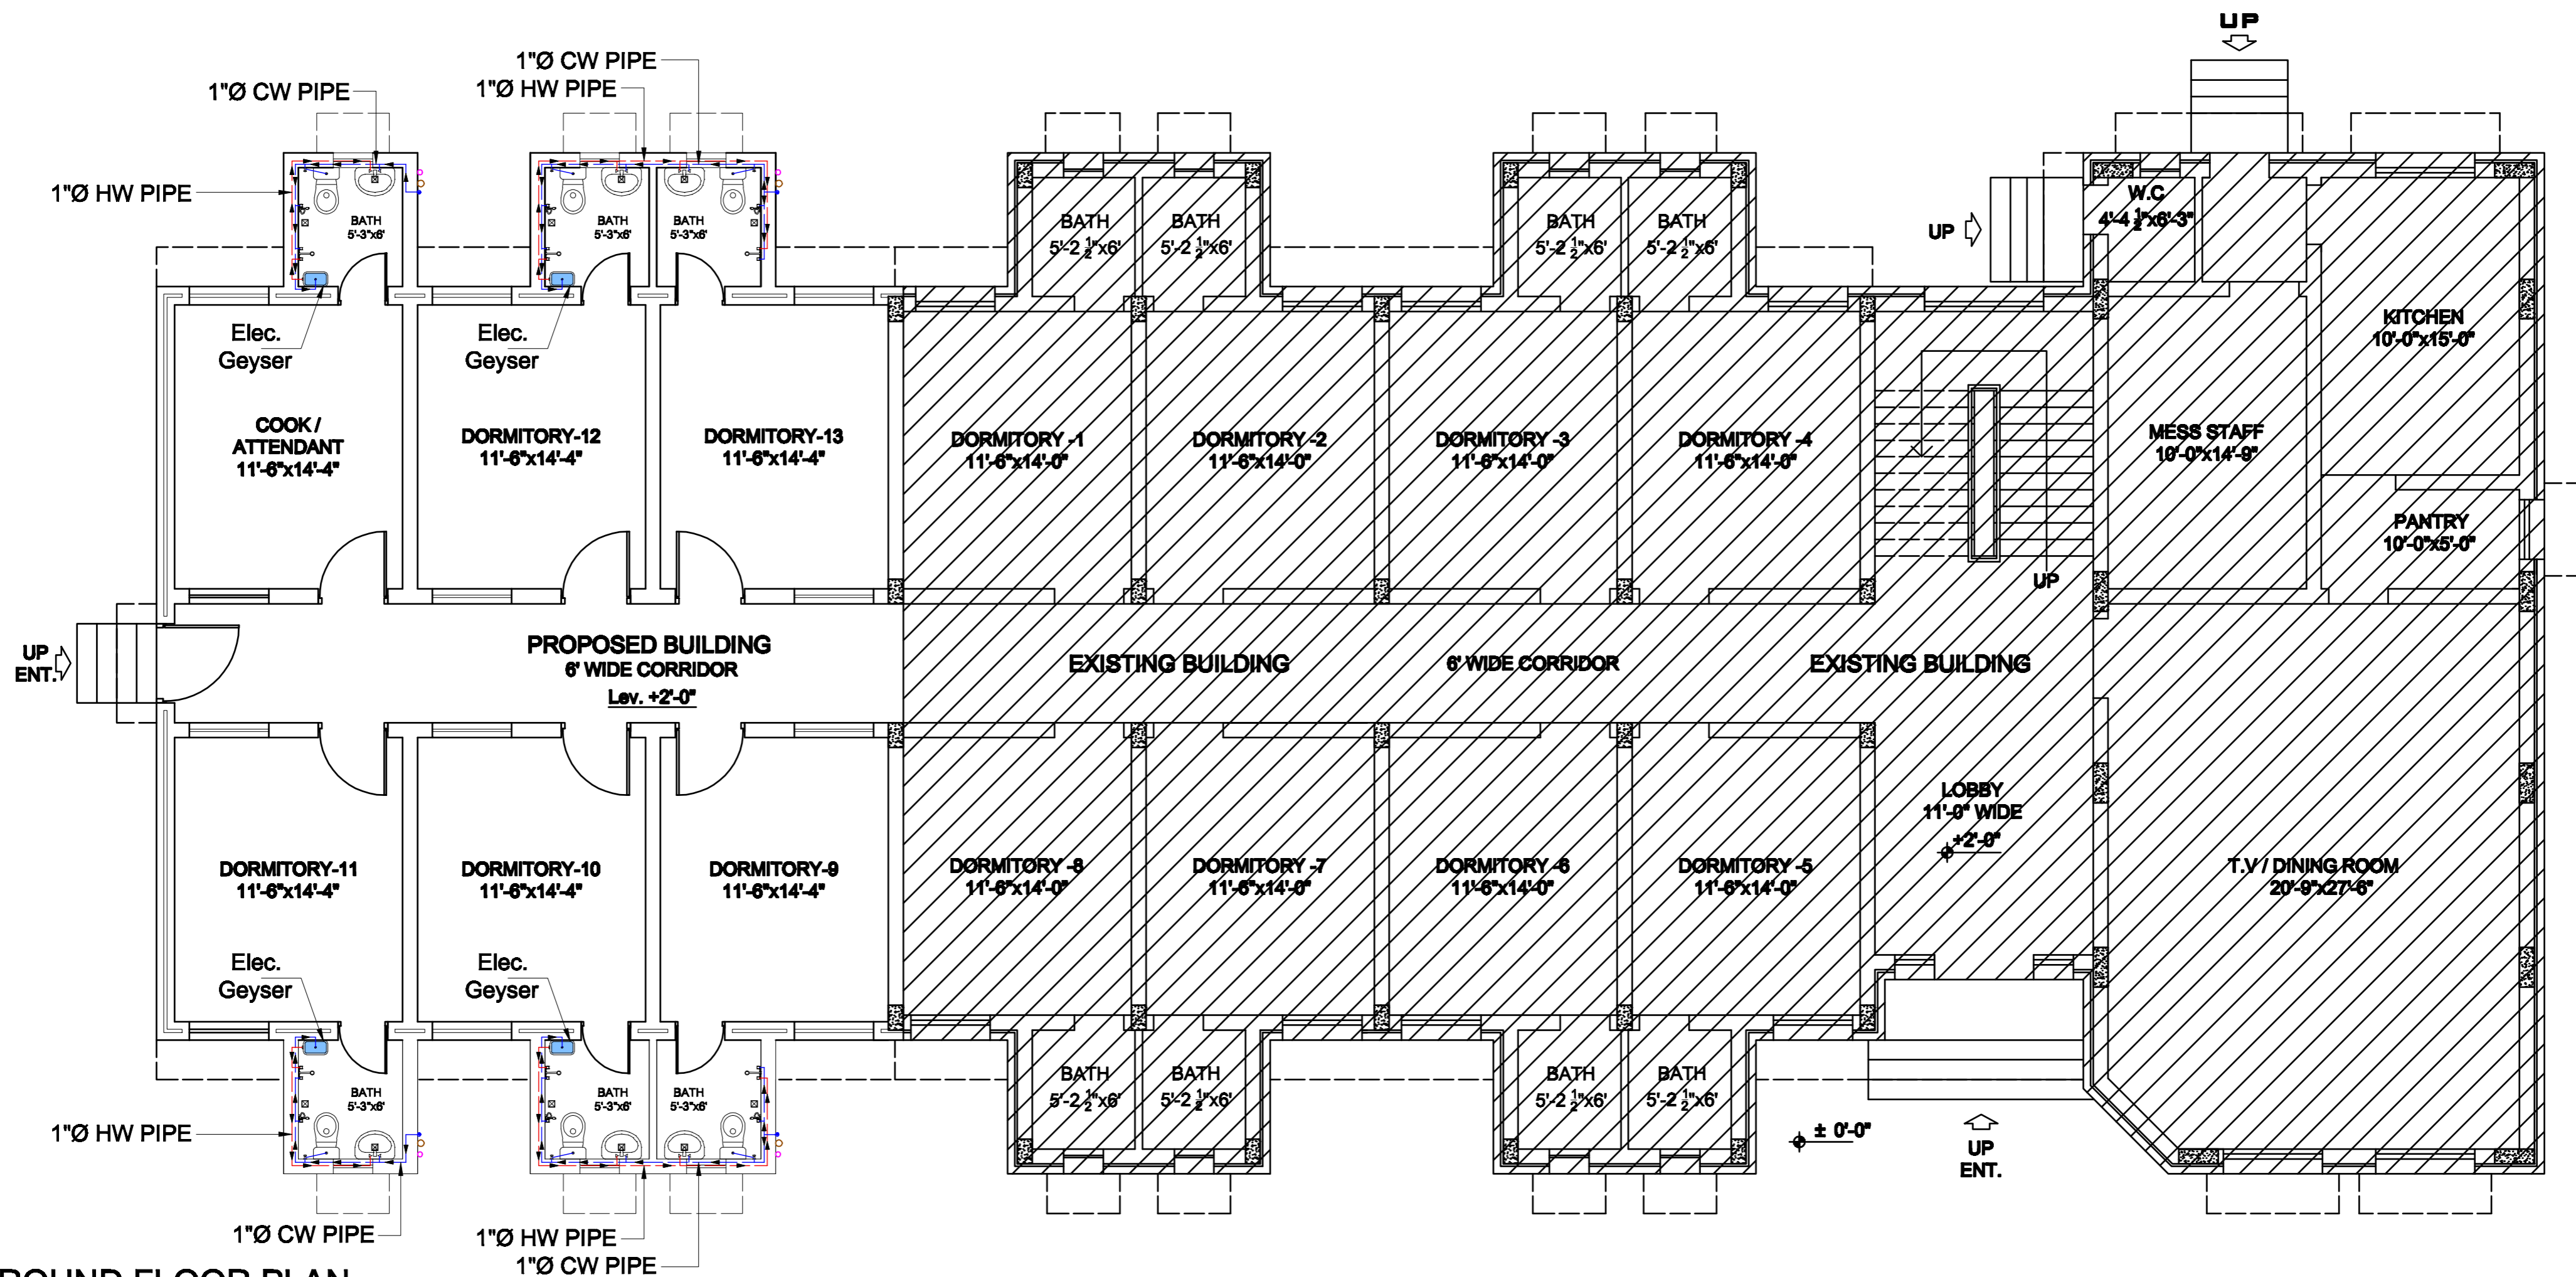 UP
1"Ø CW PIPE
1"Ø HW PIPE
1"Ø CW PIPE
1"Ø HW PIPE
BATH
5'-3"x6'
BATH
5'-3"x6'
BATH
5'-3"x6'
BATH
5'-2 1/2"x6'
BATH
5'-2 1/2"x6'
BATH
5'-2 1/2"x6'
BATH
5'-2 1/2"x6'
UP
W.C
4'-4 1/2"x6'-3"
Elec.
Geyser
Elec.
Geyser
KITCHEN
10'-0"x15'-0"
COOK /
ATTENDANT
11'-6"x14'-4"
DORMITORY-12
11'-6"x14'-4"
DORMITORY-13
11'-6"x14'-4"
DORMITORY -1
11'-6"x14'-0"
DORMITORY -2
11'-6"x14'-0"
DORMITORY -3
11'-6"x14'-0"
DORMITORY -4
11'-6"x14'-0"
MESS STAFF
10'-0"x14'-9"
PANTRY
10'-0"x5'-0"
UP
UP
ENT.
PROPOSED BUILDING
6' WIDE CORRIDOR
Lev. +2'-0"
EXISTING BUILDING
6' WIDE CORRIDOR
EXISTING BUILDING
LOBBY
11'-0" WIDE
+2'-0"
DORMITORY-11
11'-6"x14'-4"
DORMITORY-10
11'-6"x14'-4"
DORMITORY-9
11'-6"x14'-4"
DORMITORY -8
11'-6"x14'-0"
DORMITORY -7
11'-6"x14'-0"
DORMITORY -6
11'-6"x14'-0"
DORMITORY -5
11'-6"x14'-0"
T.V / DINING ROOM
20'-9"x27'-6"
Elec.
Geyser
Elec.
Geyser
BATH
5'-3"x6'
BATH
5'-3"x6'
BATH
5'-3"x6'
BATH
5'-2 1/2"x6'
BATH
5'-2 1/2"x6'
BATH
5'-2 1/2"x6'
BATH
5'-2 1/2"x6'
1"Ø HW PIPE
± 0'-0"
UP
ENT.
1"Ø CW PIPE
1"Ø HW PIPE
1"Ø CW PIPE
ROUND FLOOR PLAN